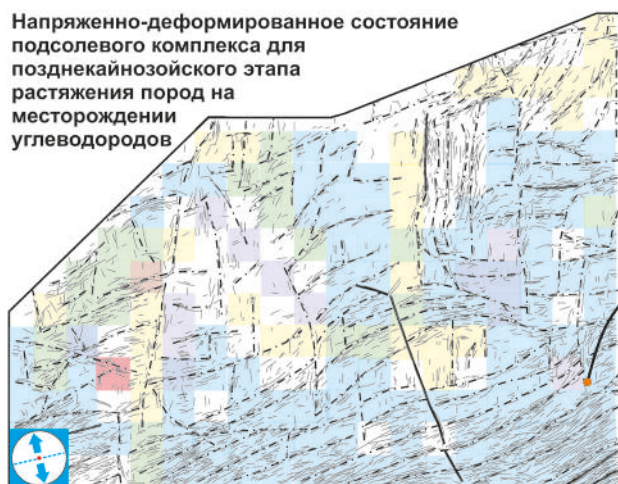 Напряженно-деформированное состояние
подсолевого комплекса для
позднекайнозойского этапа
растяжения пород на
месторождении
углеводородов